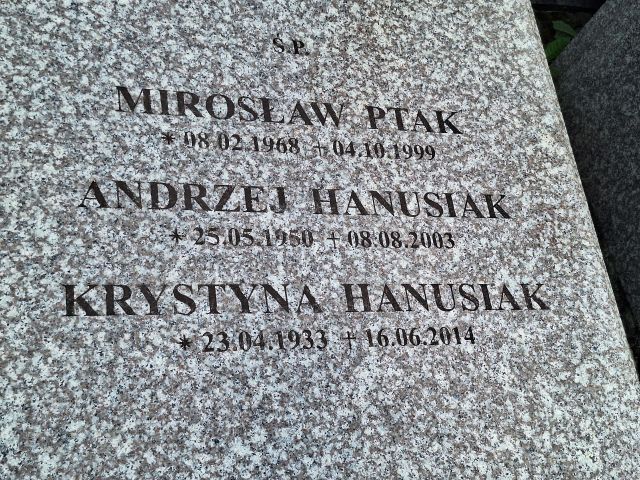 Ś.P.
MIROSŁAW PTAK
* 08.02.1968 + 04.10.1999
ANDRZEJ HANUSIAK
* 25.05.1950 + 08.08.2003
KRYSTYNA HANUSIAK
* 23.04.1933 + 16.06.2014